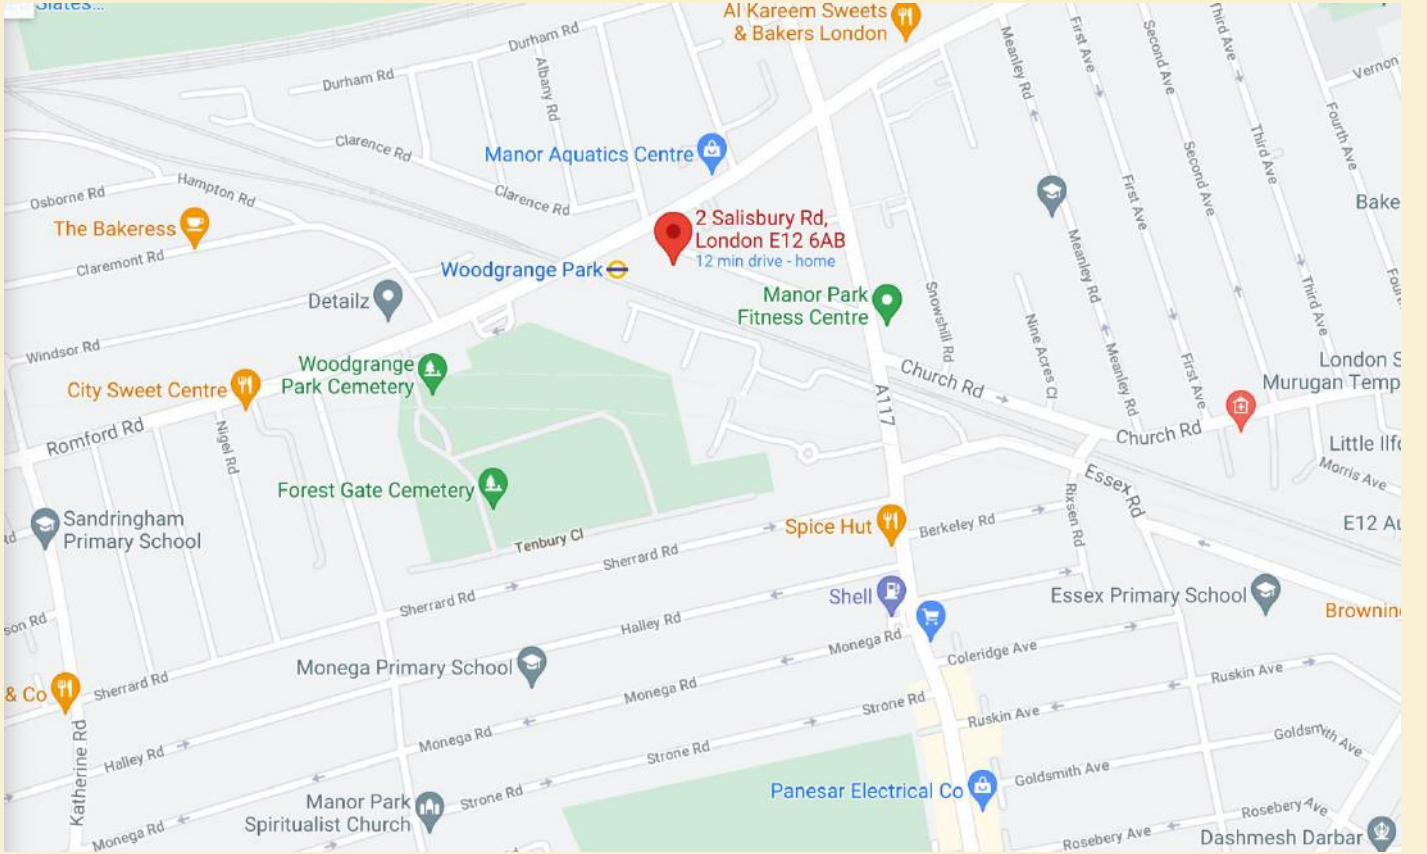 Al Kareem Sweets
& Bakers London
Durham Rd
Durham Rd
Albany Rd
Meanley Rd
First Ave
Second Ave
Third Ave
Vernon
Fourth Ave
Clarence Rd
Manor Aquatics Centre
Clarence Rd
Third Ave
Second Ave
First Ave
Osborne Rd
Hampton Rd
The Bakeress
Claremont Rd
2 Salisbury Rd,
London E12 6AB
12 min drive - home
Woodgrange Park
Bake
Meanley Rd
Detailz
Manor Park
Fitness Centre
Snowshill Rd
Nine Acres Cl
Third Ave
Windsor Rd
Woodgrange
Park Cemetery
City Sweet Centre
Church Rd
Meanley Rd
First Ave
London S
Murugan Temp
A117
Romford Rd
Nigel Rd
Church Rd
Little Ilfo
Morris Ave
Forest Gate Cemetery
Essex Rd
Rixsen Rd
Sandringham
Primary School
Tenbury Cl
Spice Hut
Berkeley Rd
E12 Au
Sherrard Rd
Sherrard Rd
Shell
Essex Primary School
Browning
son Rd
Halley Rd
Monega Rd
Coleridge Ave
Monega Primary School
Ruskin Ave
& Co
Sherrard Rd
Monega Rd
Strone Rd
Ruskin Ave
Katherine Rd
Halley Rd
Monega Rd
Strone Rd
Goldsmith Ave
Goldsmith Ave
Panesar Electrical Co
Manor Park
Spiritualist Church
Strone Rd
Rosebery Ave
Monega Rd
Rosebery Ave
Dashmesh Darbar